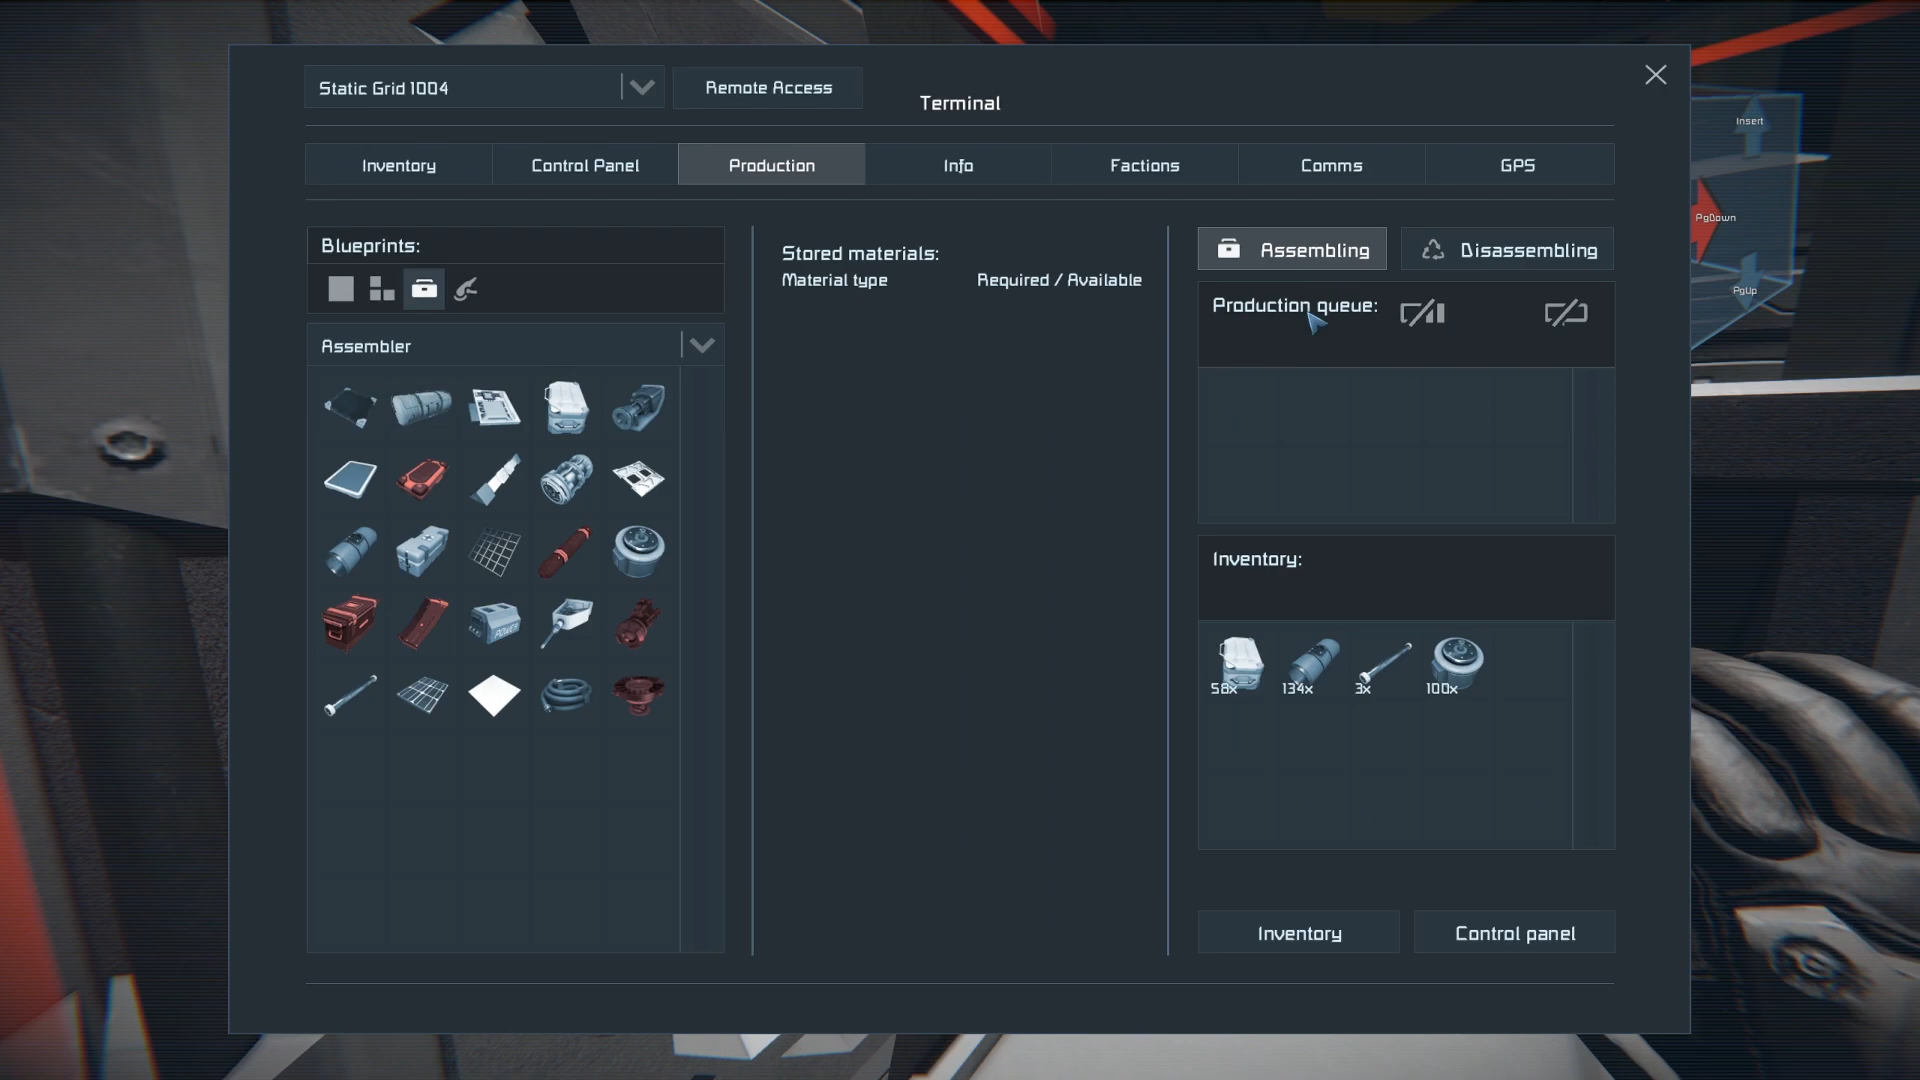 Static Grid 1004
Remote Access
Terminal
Inventory
Control Panel
Production
Info
Factions
Comms
GPS
Insert
PgDown
PgUp
Blueprints:
Assembler
Stored materials:
Material type
Required / Available
Assembling
Disassembling
Production queue:
Inventory:
58x
134x
3x
100x
POWER
Inventory
Control panel